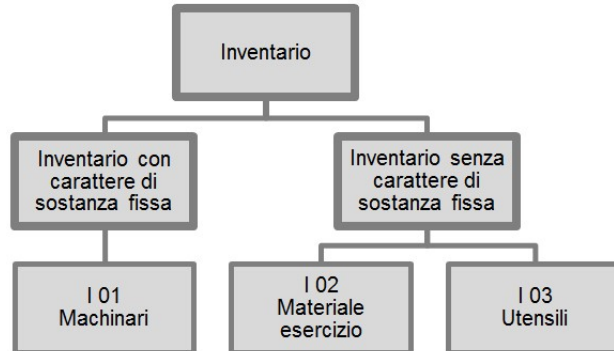 Inventario
Inventario con
carattere di
sostanza fissa
Inventario senza
carattere di
sostanza fissa
I 01
Machinari
I 02
Materiale
esercizio
I 03
Utensili